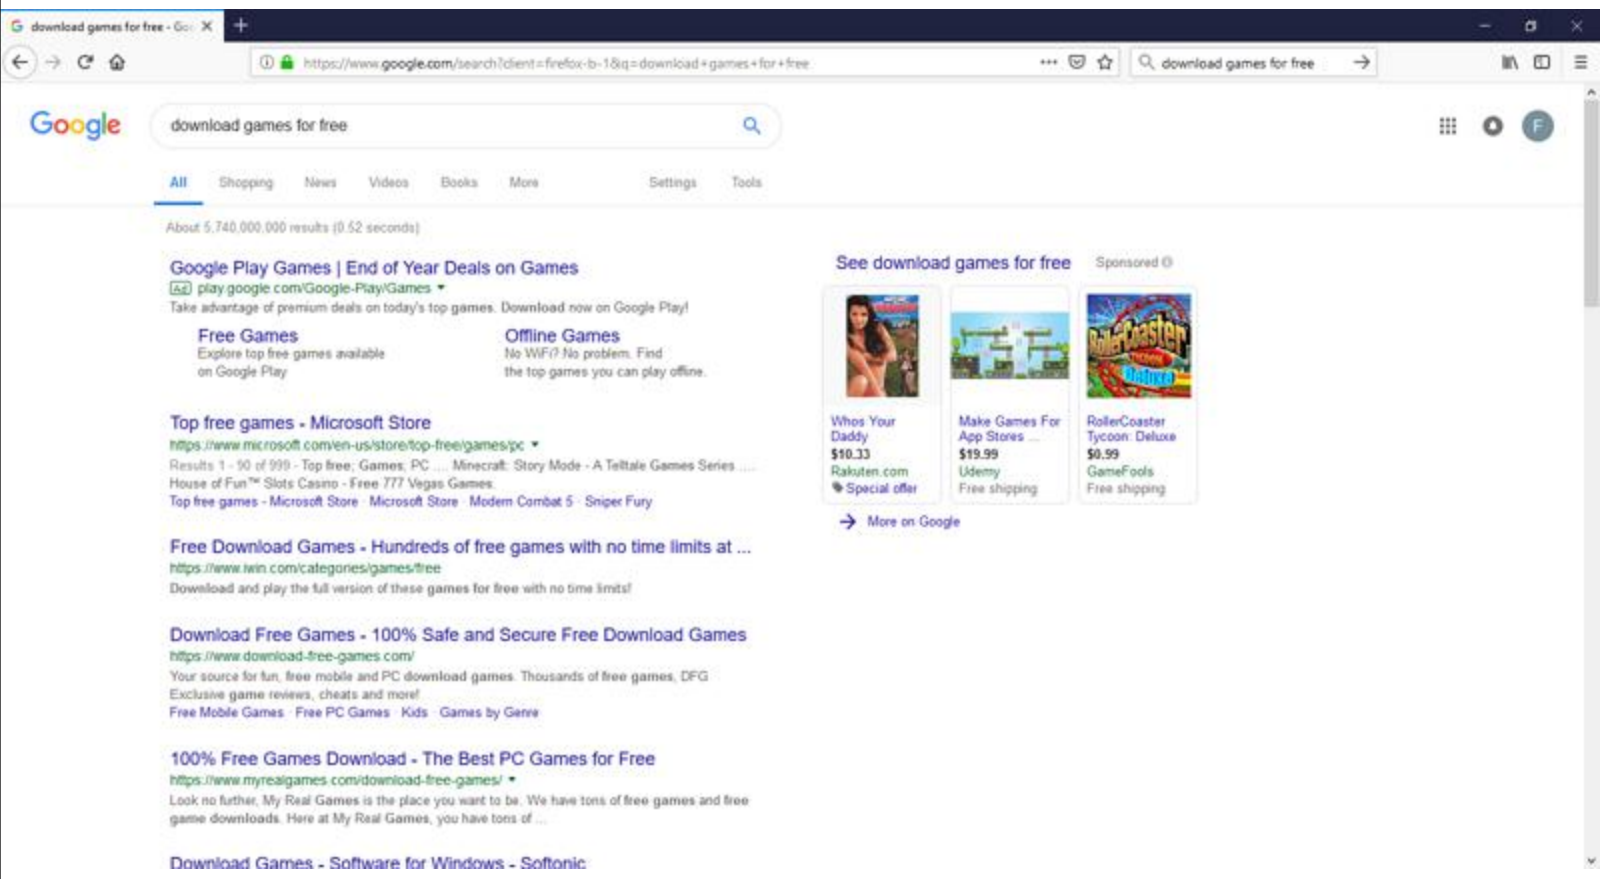 download games for free - Go
https://www.google.com/search?client=firefox-b-1&q=download+games+for+free
download games for free
Google
download games for free
F
All Shopping News Videos Books More Settings Tools
About 5,740,000,000 results (0.52 seconds)
Google Play Games | End of Year Deals on Games
Ad play.google.com/Google-Play/Games
Take advantage of premium deals on today's top games. Download now on Google Play!
Free Games
Explore top free games available
on Google Play
Offline Games
No WiFi? No problem. Find
the top games you can play offline.
Top free games - Microsoft Store
https://www.microsoft.com/en-us/store/top-free/games/pc
Results 1 - 90 of 999 - Top free; Games; PC .... Minecraft: Story Mode - A Telltale Games Series ....
House of Fun™ Slots Casino - Free 777 Vegas Games.
Top free games - Microsoft Store · Microsoft Store · Modern Combat 5 · Sniper Fury
Free Download Games - Hundreds of free games with no time limits at ...
https://www.iwin.com/categories/games/free
Download and play the full version of these games for free with no time limits!
Download Free Games - 100% Safe and Secure Free Download Games
https://www.download-free-games.com/
Your source for fun, free mobile and PC download games. Thousands of free games, DFG
Exclusive game reviews, cheats and more!
Free Mobile Games · Free PC Games · Kids · Games by Genre
100% Free Games Download - The Best PC Games for Free
https://www.myrealgames.com/download-free-games/
Look no further, My Real Games is the place you want to be. We have tons of free games and free
game downloads. Here at My Real Games, you have tons of ...
Download Games - Software for Windows - Softonic
See download games for free Sponsored
RollerCoaster
Tycoon
Deluxe
Whos Your
Daddy
$10.33
Rakuten.com
Special offer
Make Games For
App Stores ...
$19.99
Udemy
Free shipping
RollerCoaster
Tycoon: Deluxe
$0.99
GameFools
Free shipping
More on Google